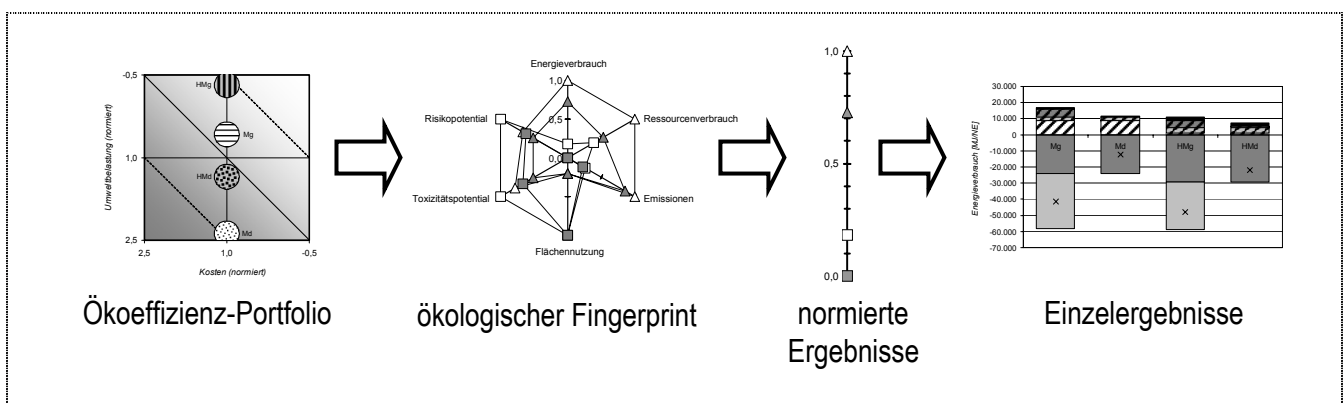 -0,5
HMg
Mg
1,0
HMd
Md
2,5
2,5
1,0
-0,5
Umweltbelastung (normiert)
Kosten (normiert)
Ökoeffizienz-Portfolio
Energieverbrauch
1,0
Risikopotential
0,5
Ressourcenverbrauch
0,0
Toxizitätspotential
Emissionen
Flächennutzung
ökologischer Fingerprint
1,0
0,5
0,0
normierte
Ergebnisse
Energieverbrauch [MJ/NE]
30.000
20.000
10.000
0
-10.000
-20.000
-30.000
-40.000
-50.000
-60.000
-70.000
Mg
Md
HMg
HMd
Einzelergebnisse